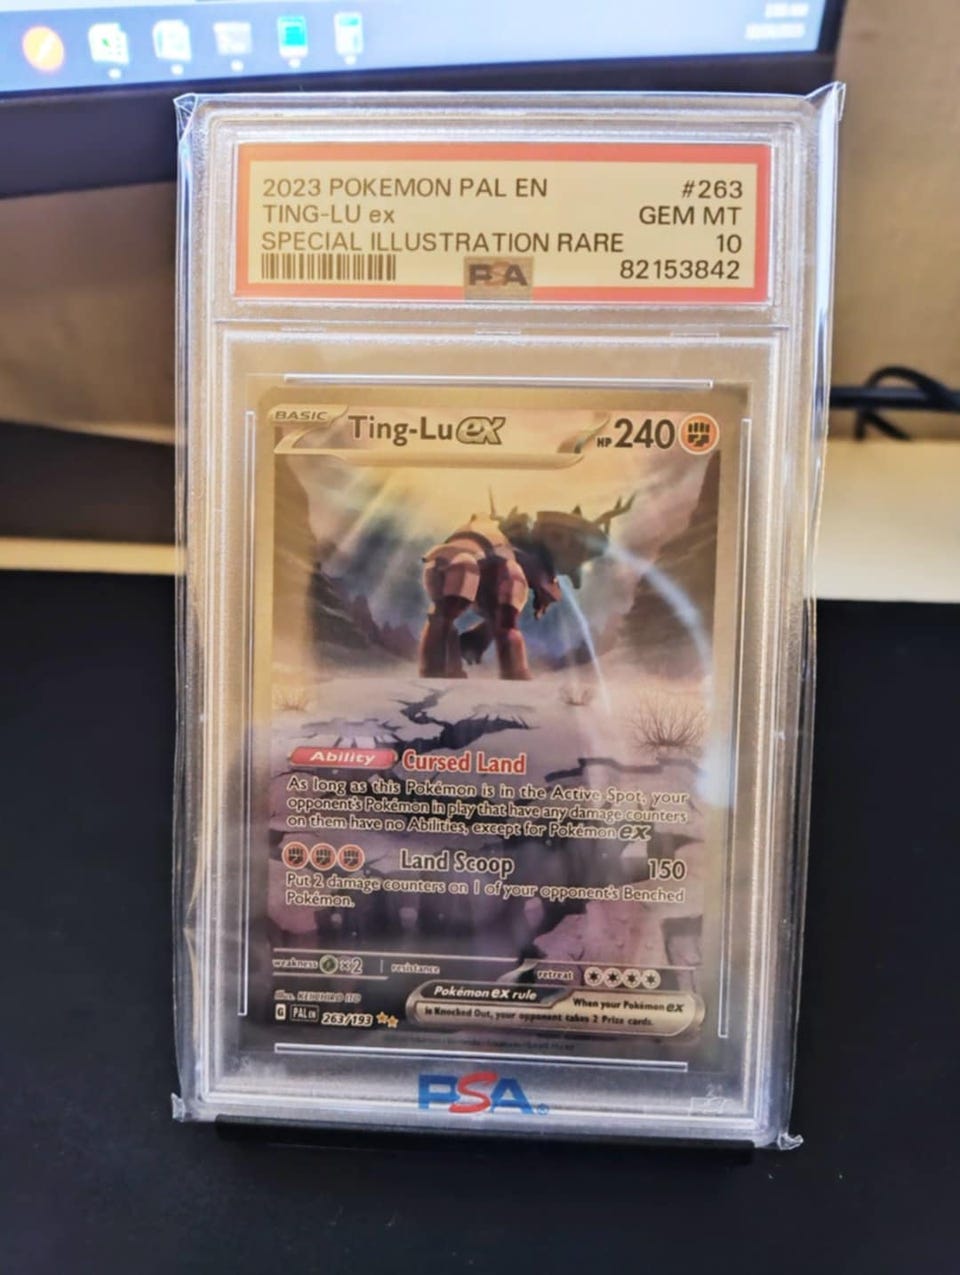 2023 POKEMON PAL EN #263
TING-LU ex GEM MT
SPECIAL ILLUSTRATION RARE 10
PSA 82153842
BASIC Ting-Lu ex HP 240
Ability Cursed Land
As long as this Pokémon is in the Active Spot, your
opponent's Pokémon in play that have any damage counters
on them have no Abilities, except for Pokémon ex
Land Scoop 150
Put 2 damage counters on 1 of your opponent's Benched
Pokémon.
weakness ×2 resistance retreat
Illus. KEIICHIRO ITO
Pokémon ex rule When your Pokémon ex
is Knocked Out, your opponent takes 2 Prize cards.
G PAL EN 263/193
PSA